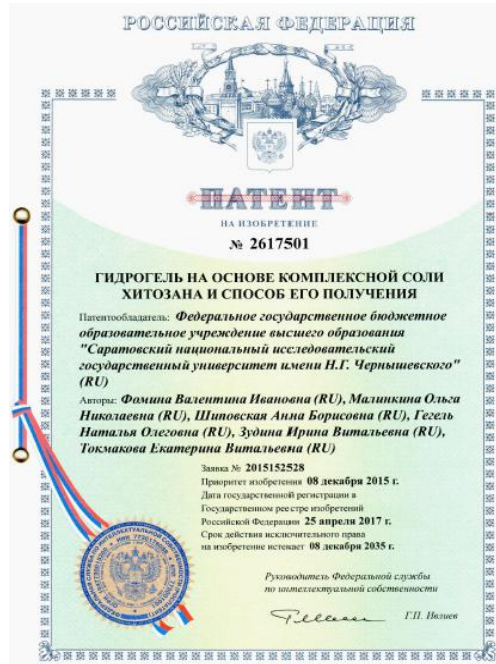 РОССИЙСКАЯ ФЕДЕРАЦИЯ
ПАТЕНТ
НА ИЗОБРЕТЕНИЕ
№ 2617501
ГИДРОГЕЛЬ НА ОСНОВЕ КОМПЛЕКСНОЙ СОЛИ
ХИТОЗАНА И СПОСОБ ЕГО ПОЛУЧЕНИЯ
Патентообладатель: Федеральное государственное бюджетное
образовательное учреждение высшего образования
"Саратовский национальный исследовательский
государственный университет имени Н.Г. Чернышевского"
(RU)
Авторы: Фомина Валентина Ивановна (RU), Малинкина Ольга
Николаевна (RU), Шиповская Анна Борисовна (RU), Гегель
Наталья Олеговна (RU), Зудина Ирина Витальевна (RU),
Токмакова Екатерина Витальевна (RU)
Заявка № 2015152528
Приоритет изобретения 08 декабря 2015 г.
Дата государственной регистрации в
Государственном реестре изобретений
Российской Федерации 25 апреля 2017 г.
Срок действия исключительного права
на изобретение истекает 08 декабря 2035 г.
Руководитель Федеральной службы
по интеллектуальной собственности
Г.П. Ивлиев